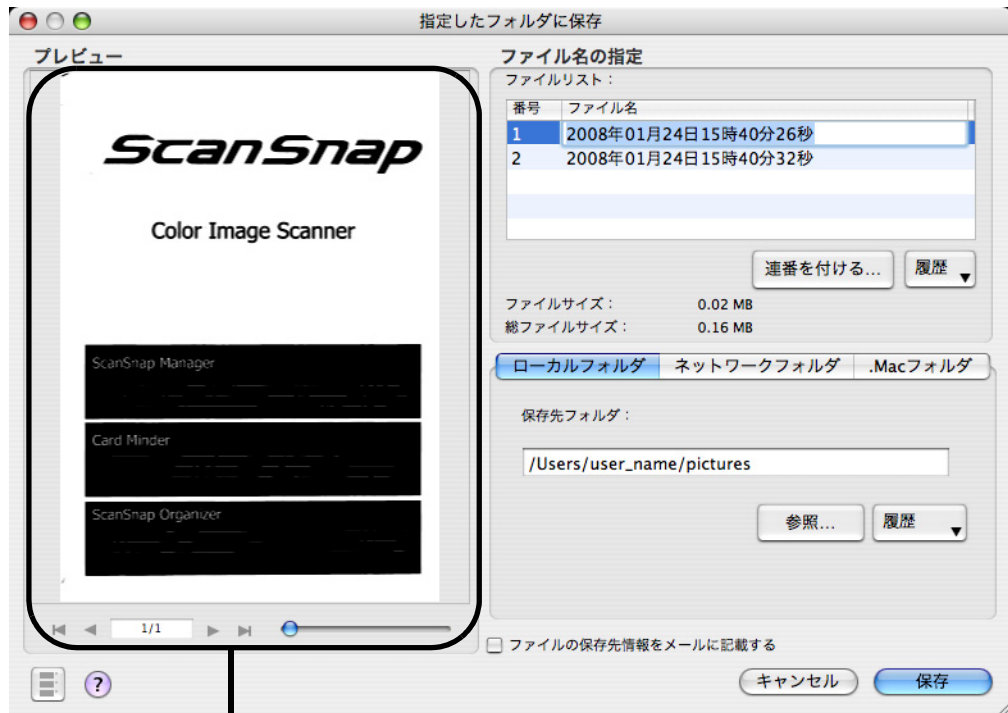 指定したフォルダに保存
プレビュー
ScanSnap
Color Image Scanner
ScanSnap Manager
Card Minder
ScanSnap Organizer
1/1
ファイル名の指定
ファイルリスト：
番号 ファイル名
1 2008年01月24日15時40分26秒
2 2008年01月24日15時40分32秒
連番を付ける... 履歴
ファイルサイズ： 0.02 MB
総ファイルサイズ： 0.16 MB
ローカルフォルダ ネットワークフォルダ .Macフォルダ
保存先フォルダ：
/Users/user_name/pictures
参照... 履歴
ファイルの保存先情報をメールに記載する
?
キャンセル 保存